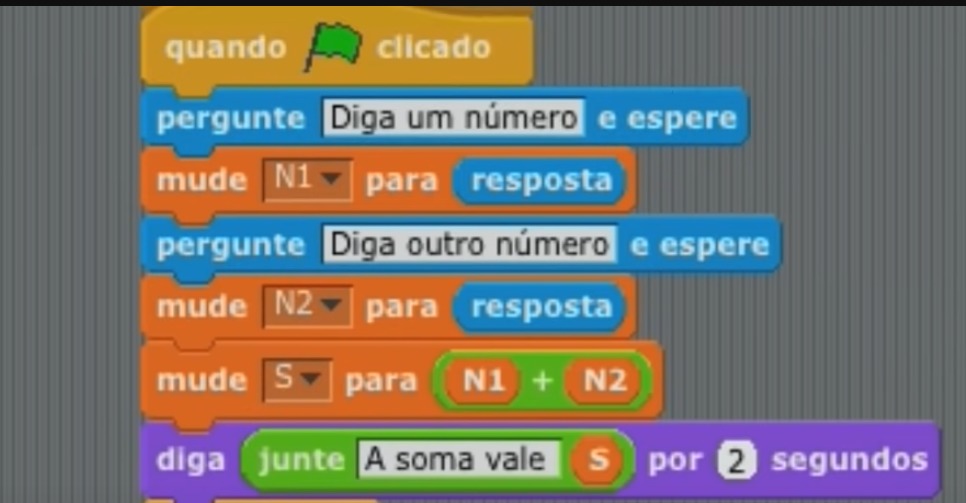 quando clicado
pergunte Diga um número e espere
mude N1 para resposta
pergunte Diga outro número e espere
mude N2 para resposta
mude S para N1 + N2
diga junte A soma vale S por 2 segundos